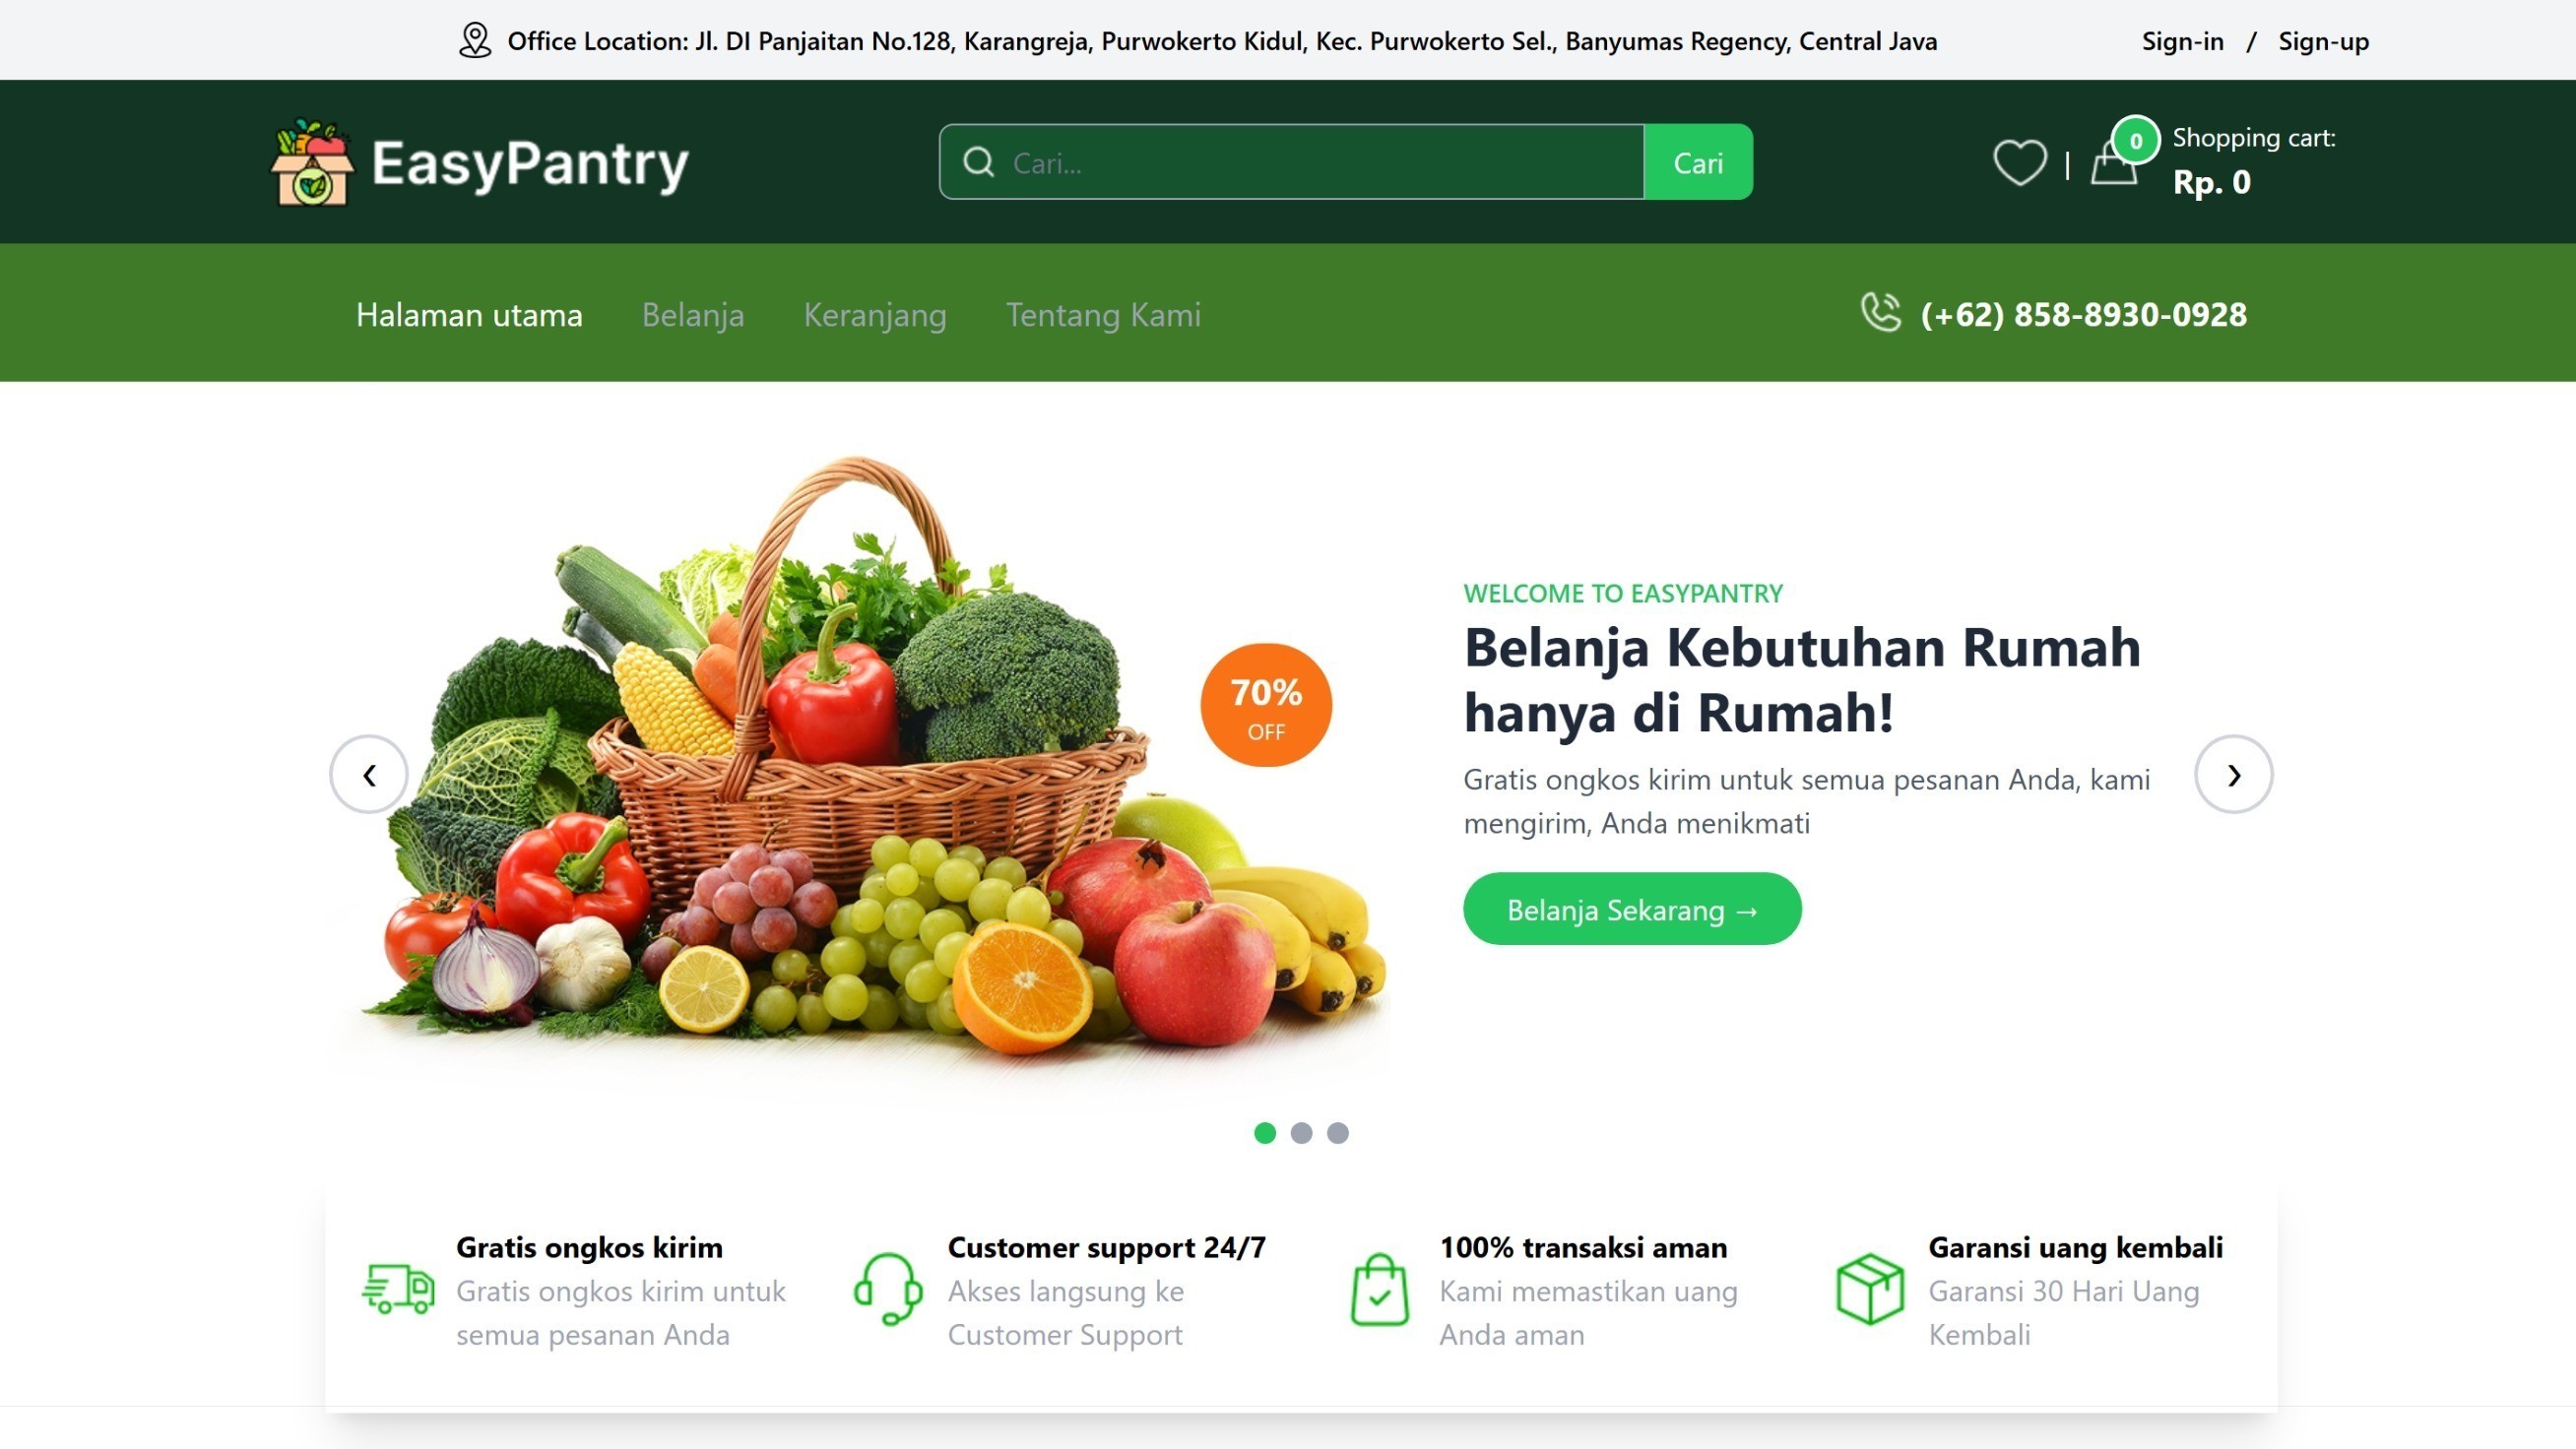 Office Location: Jl. DI Panjaitan No.128, Karangreja, Purwokerto Kidul, Kec. Purwokerto Sel., Banyumas Regency, Central Java
Sign-in / Sign-up
EasyPantry
Cari...
Cari
0
Shopping cart:
Rp. 0
Halaman utama
Belanja
Keranjang
Tentang Kami
(+62) 858-8930-0928
70%
OFF
WELCOME TO EASYPANTRY
Belanja Kebutuhan Rumah
hanya di Rumah!
Gratis ongkos kirim untuk semua pesanan Anda, kami
mengirim, Anda menikmati
Belanja Sekarang →
Gratis ongkos kirim
Gratis ongkos kirim untuk
semua pesanan Anda
Customer support 24/7
Akses langsung ke
Customer Support
100% transaksi aman
Kami memastikan uang
Anda aman
Garansi uang kembali
Garansi 30 Hari Uang
Kembali